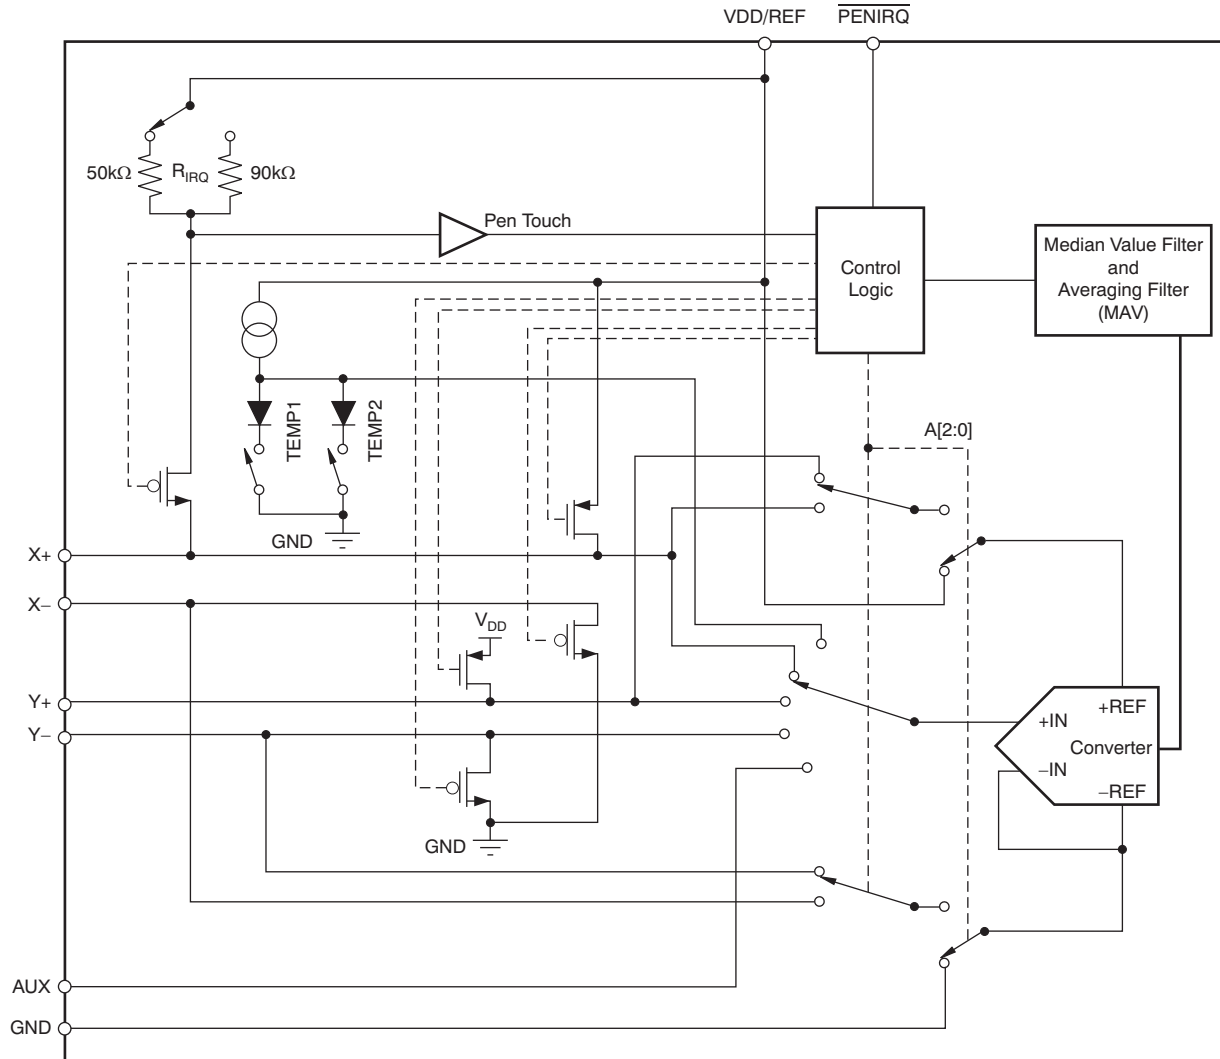 VDD/REF
PENIRQ
50kΩ
RIRQ
90kΩ
Pen Touch
Control
Logic
Median Value Filter
and
Averaging Filter
(MAV)
TEMP1
TEMP2
A[2:0]
GND
X+
X–
VDD
Y+
Y–
+IN
+REF
Converter
–IN
–REF
GND
AUX
GND